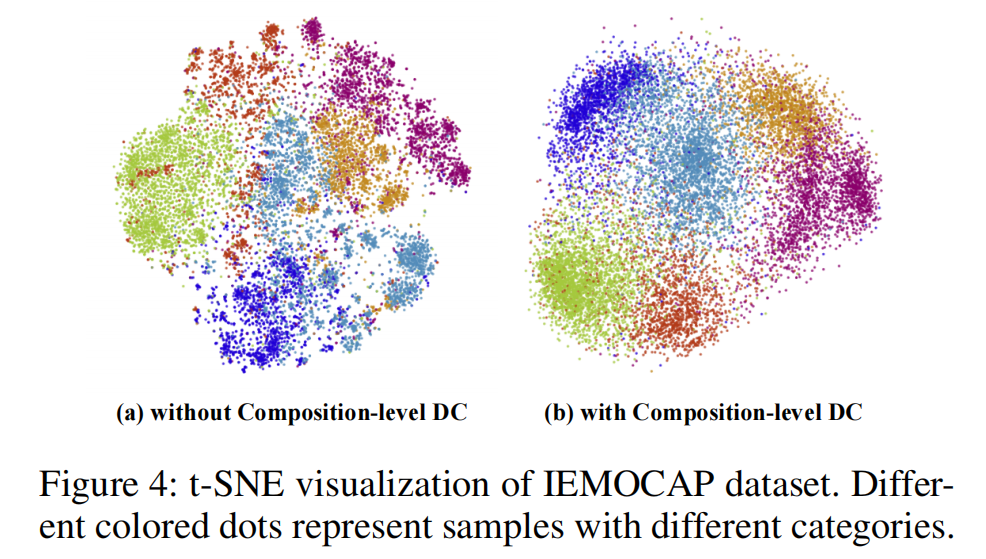 (a) without Composition-level DC
(b) with Composition-level DC
Figure 4: t-SNE visualization of IEMOCAP dataset. Differ-
ent colored dots represent samples with different categories.